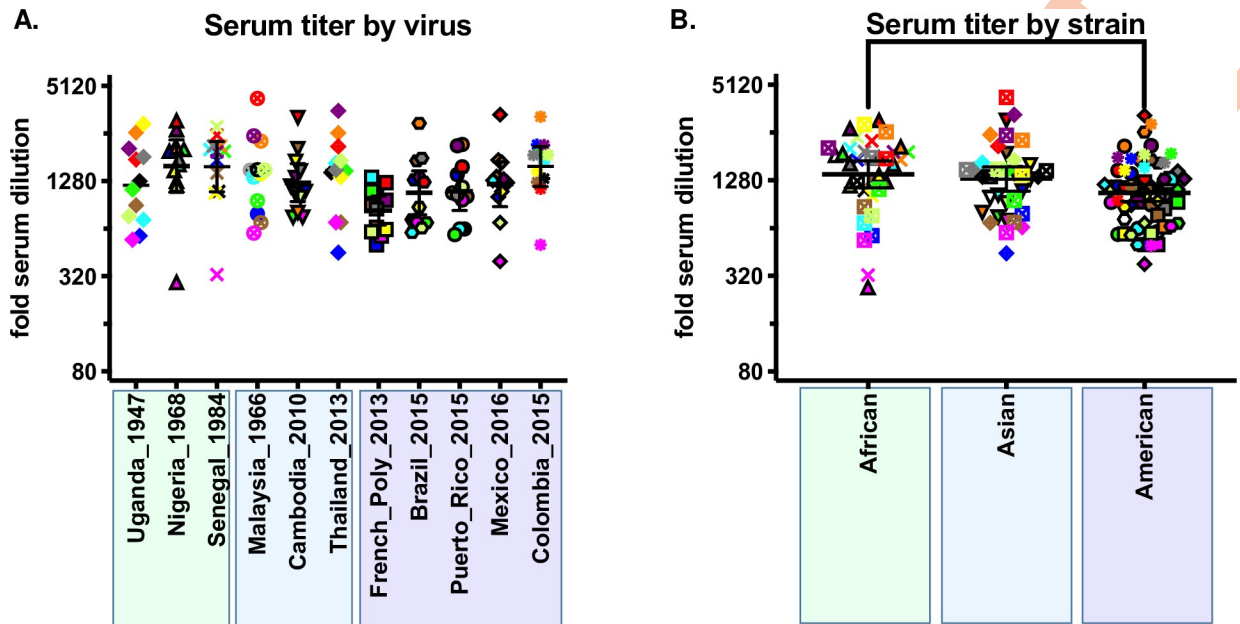 A.
Serum titer by virus
fold serum dilution
5120
1280
320
80
Uganda_1947
Nigeria_1968
Senegal_1984
Malaysia_1966
Cambodia_2010
Thailand_2013
French_Poly_2013
Brazil_2015
Puerto_Rico_2015
Mexico_2016
Colombia_2015
B.
Serum titer by strain
fold serum dilution
5120
1280
320
80
African
Asian
American